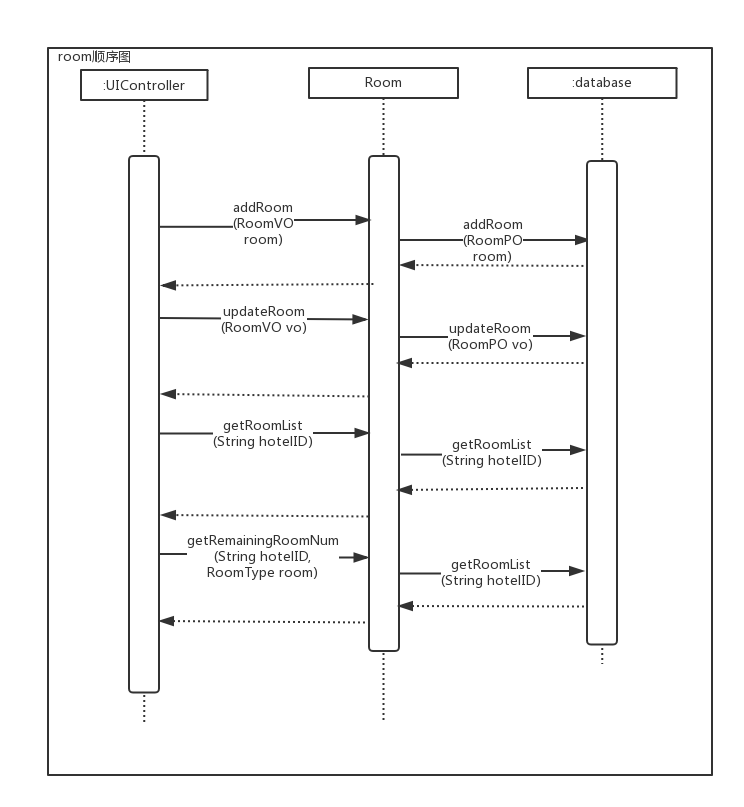 room顺序图
:UIController
Room
:database
addRoom
(RoomVO
room)
addRoom
(RoomPO
room)
updateRoom
(RoomVO vo)
updateRoom
(RoomPO vo)
getRoomList
(String hotelID)
getRoomList
(String hotelID)
getRemainingRoomNum
(String hotelID,
RoomType room)
getRoomList
(String hotelID)